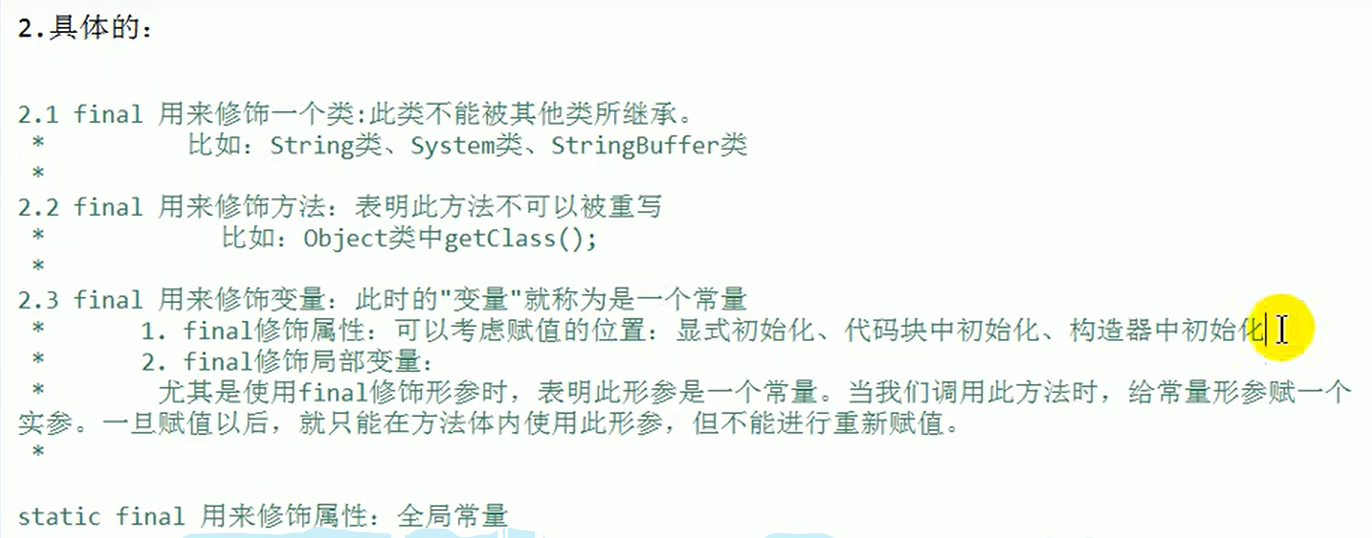 2.具体的：
2.1 final 用来修饰一个类:此类不能被其他类所继承。
* 比如：String类、System类、StringBuffer类
*
2.2 final 用来修饰方法：表明此方法不可以被重写
* 比如：Object类中getClass();
*
2.3 final 用来修饰变量：此时的"变量"就称为是一个常量
* 1. final修饰属性：可以考虑赋值的位置：显式初始化、代码块中初始化、构造器中初始化
* 2. final修饰局部变量：
* 尤其是使用final修饰形参时，表明此形参是一个常量。当我们调用此方法时，给常量形参赋一个
实参。一旦赋值以后，就只能在方法体内使用此形参，但不能进行重新赋值。
*
static final 用来修饰属性：全局常量